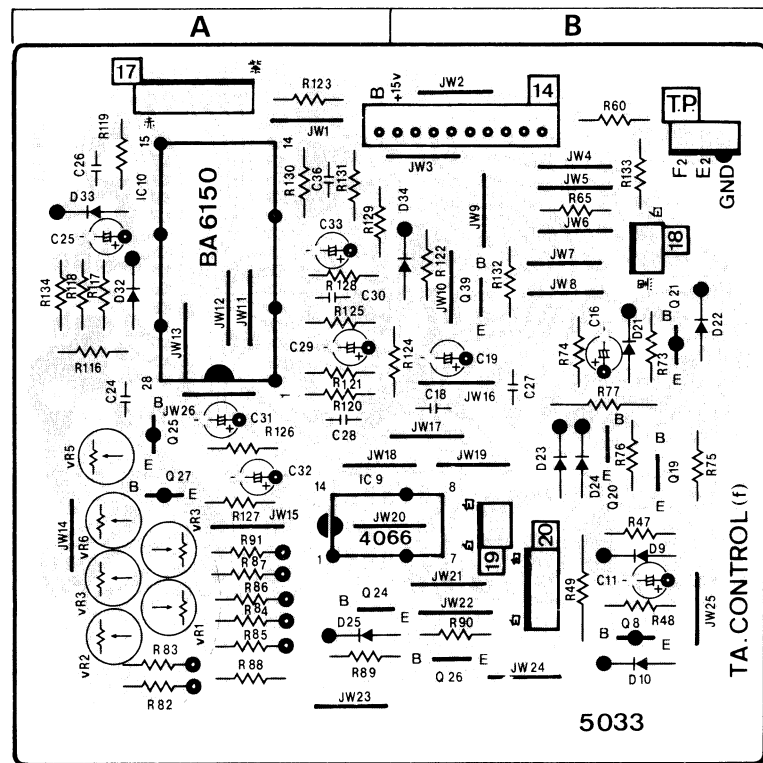 A B
17
R123
B +15V JW2
14
R60
T.P.
R119
赤
15
14
JW1
JW3
F2 E2 GND
C26
IC10
BA6150
R130
C36
R131
JW4
JW5
R133
D33
R65
C25
C33
R129
D34
JW9
JW6
18
R134
R118
R117
D32
R128
C30
R122
JW10
B
Q39
E
R132
JW7
JW8
Q21
D22
JW13
JW12
JW11
R125
C29
R124
C19
C16
R74
D21
R73
B
E
R116
R121
R120
28
1
C24
JW26
C31
C28
C18
JW16
C27
R77
B
Q25
E
R126
JW17
D23
D24
B
E
Q20
R76
B
Q19
E
R75
VR5
B Q27 E
C32
JW18
JW19
IC9
14 8
JW14
VR6
VR3
R127
JW15
JW20
4066
1 7
19
20
R47
D9
R91
R87
R86
R84
R85
JW21
R49
C11
R48
VR3
B Q24 E
JW22
VR2
VR1
D25
R90
B Q8 E
JW25
R83
R88
R89
B E
Q26
JW24
D10
R82
JW23
5033
TA. CONTROL (f)